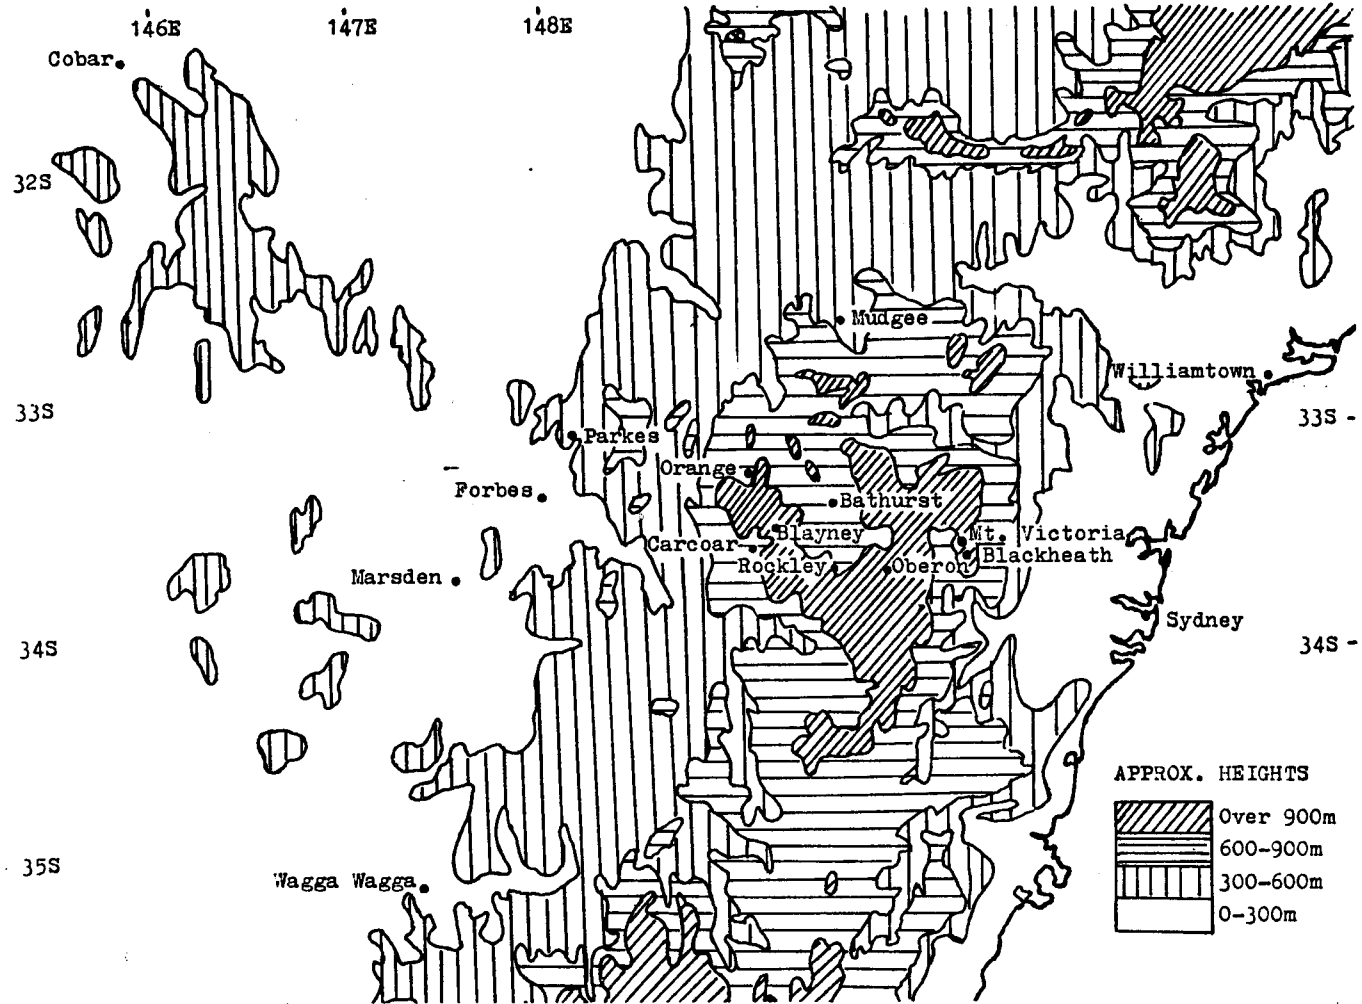 146E 147E 148E
Cobar
32S
Mudgee
Williamtown
33S 33S
Parkes
Orange
Forbes
Bathurst
Blayney
Mt. Victoria
Carcoar
Blackheath
Rockley
Oberon
Marsden
Sydney
34S 34S
APPROX. HEIGHTS
Over 900m
600-900m
35S
300-600m
Wagga Wagga
0-300m